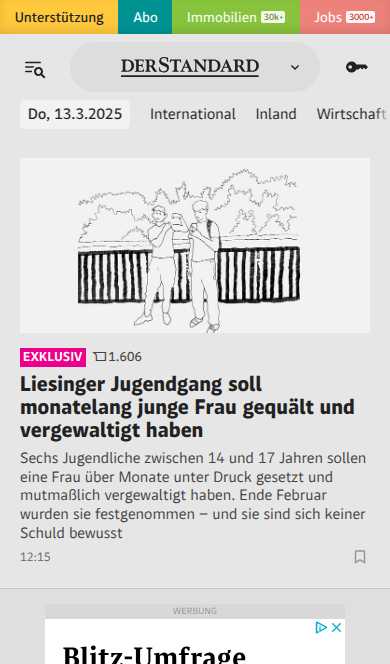 Unterstützung
Abo
Immobilien 30k+
Jobs 3000+
DERSTANDARD
Do, 13.3.2025
International
Inland
Wirtschaft
EXKLUSIV 1.606
Liesinger Jugendgang soll
monatelang junge Frau gequält und
vergewaltigt haben
Sechs Jugendliche zwischen 14 und 17 Jahren sollen
eine Frau über Monate unter Druck gesetzt und
mutmaßlich vergewaltigt haben. Ende Februar
wurden sie festgenommen – und sie sind sich keiner
Schuld bewusst
12:15
WERBUNG
Blitz-Umfrage